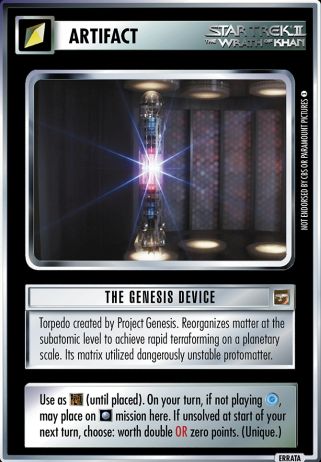 ARTIFACT
STAR TREK II
THE WRATH OF KHAN
NOT ENDORSED BY CBS OR PARAMOUNT PICTURES
THE GENESIS DEVICE
Torpedo created by Project Genesis. Reorganizes matter at the
subatomic level to achieve rapid terraforming on a planetary
scale. Its matrix utilized dangerously unstable protomatter.
Use as (until placed). On your turn, if not playing ,
may place on mission here. If unsolved at start of your
next turn, choose: worth double OR zero points. (Unique.)
ERRATA